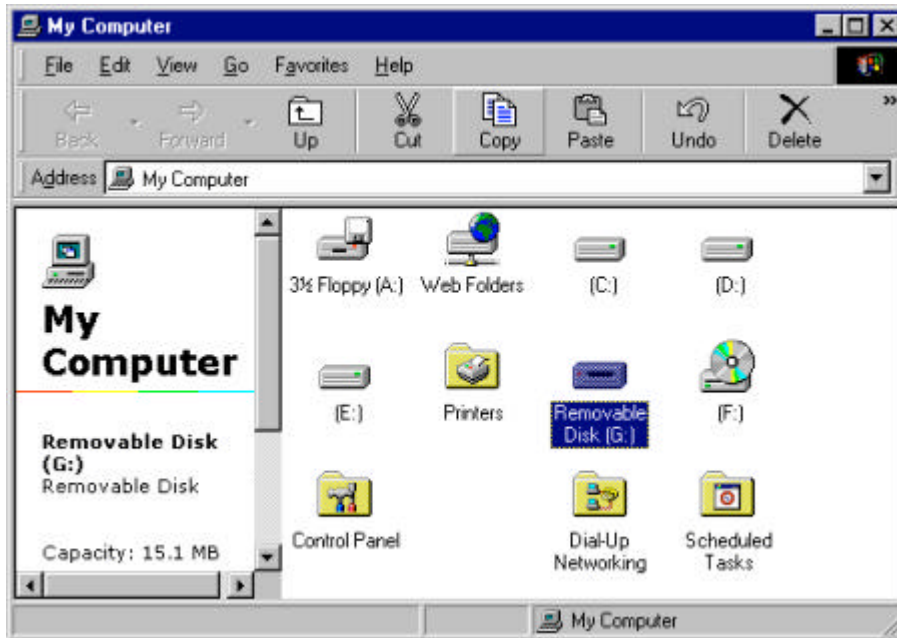 My Computer
File Edit View Go Favorites Help
Back Forward Up Cut Copy Paste Undo Delete »
Address My Computer
My
Computer
Removable Disk
(G:)
Removable Disk
Capacity: 15.1 MB
3½ Floppy (A:) Web Folders (C:) (D:)
(E:) Printers Removable
Disk (G:) (F:)
Control Panel Dial-Up
Networking Scheduled
Tasks
My Computer